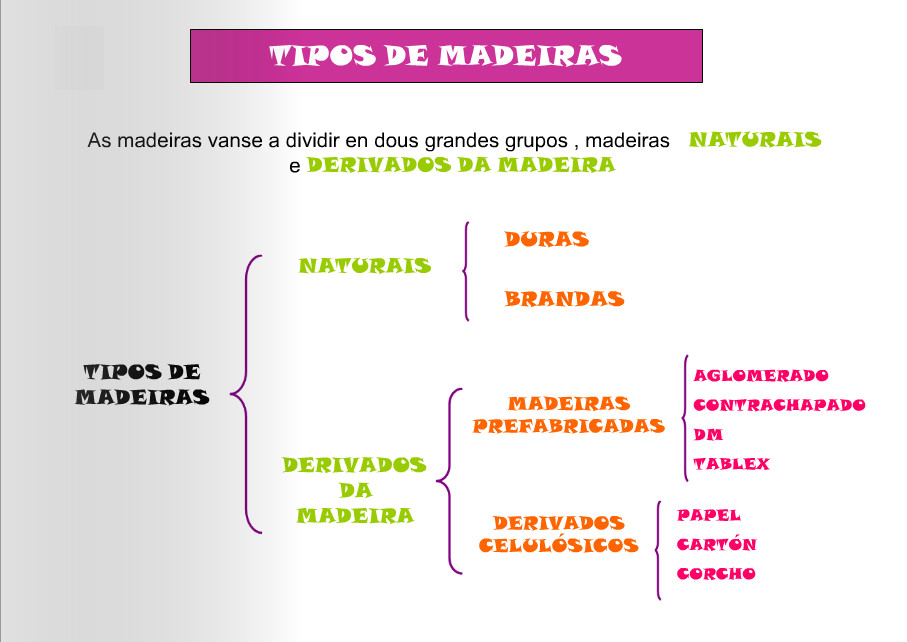 TIPOS DE MADEIRAS
As madeiras vanse a dividir en dous grandes grupos , madeiras NATURAIS
e DERIVADOS DA MADEIRA
TIPOS DE
MADEIRAS
NATURAIS
DURAS
BRANDAS
DERIVADOS
DA
MADEIRA
MADEIRAS
PREFABRICADAS
AGLOMERADO
CONTRACHAPADO
DM
TABLEX
DERIVADOS
CELULÓSICOS
PAPEL
CARTÓN
CORCHO